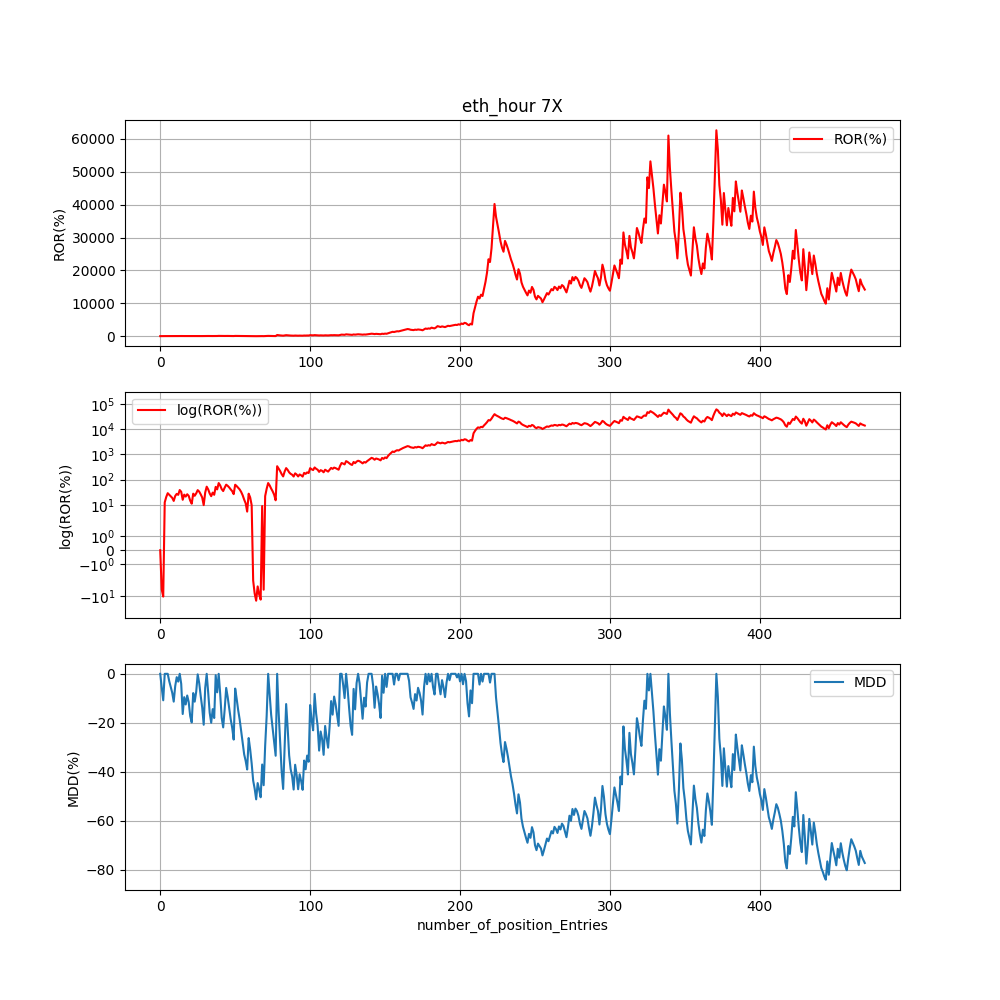 eth_hour 7X
ROR(%)
60000
50000
40000
30000
20000
10000
0
ROR(%)
0 100 200 300 400
log(ROR(%))
10^5
10^4
10^3
10^2
10^1
10^0
0
−10^0
−10^1
log(ROR(%))
0 100 200 300 400
MDD(%)
0
−20
−40
−60
−80
MDD
0 100 200 300 400
number_of_position_Entries